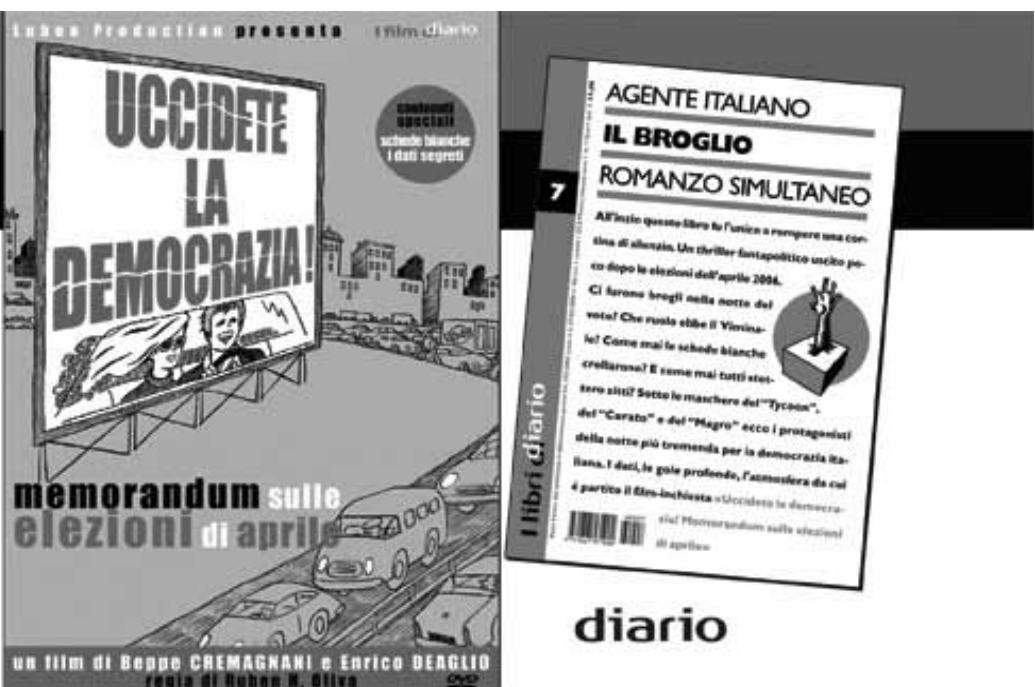 Luben Production presenta
i film di diario
UCCIDETE
LA
DEMOCRAZIA!
contenuti
speciali
schede bianche
i dati segreti
memorandum sulle
elezioni di aprile
un film di Beppe CREMAGNANI e Enrico DEAGLIO
regia di Ruben H. Oliva
DVD
AGENTE ITALIANO
IL BROGLIO
ROMANZO SIMULTANEO
7
All'inzio questo libro fu l'unico a rompere una cor-
tina di silenzio. Un thriller fantapolitico uscito po-
co dopo le elezioni dell'aprile 2006.
Ci furono brogli nella notte del
voto? Che ruolo ebbe il Vimina-
le? Come mai le schede bianche
crollarono? E come mai tutti stet-
tero zitti? Sotto le maschere del "Tycoon",
del "Curato" e del "Magro" ecco i protagonisti
della notte più tremenda per la democrazia ita-
liana. I dati, le gole profonde, l'atmosfera da cui
è partito il film-inchiesta «Uccidete la democra-
zia! Memorandum sulle elezioni
di aprile»
I libri di diario
diario